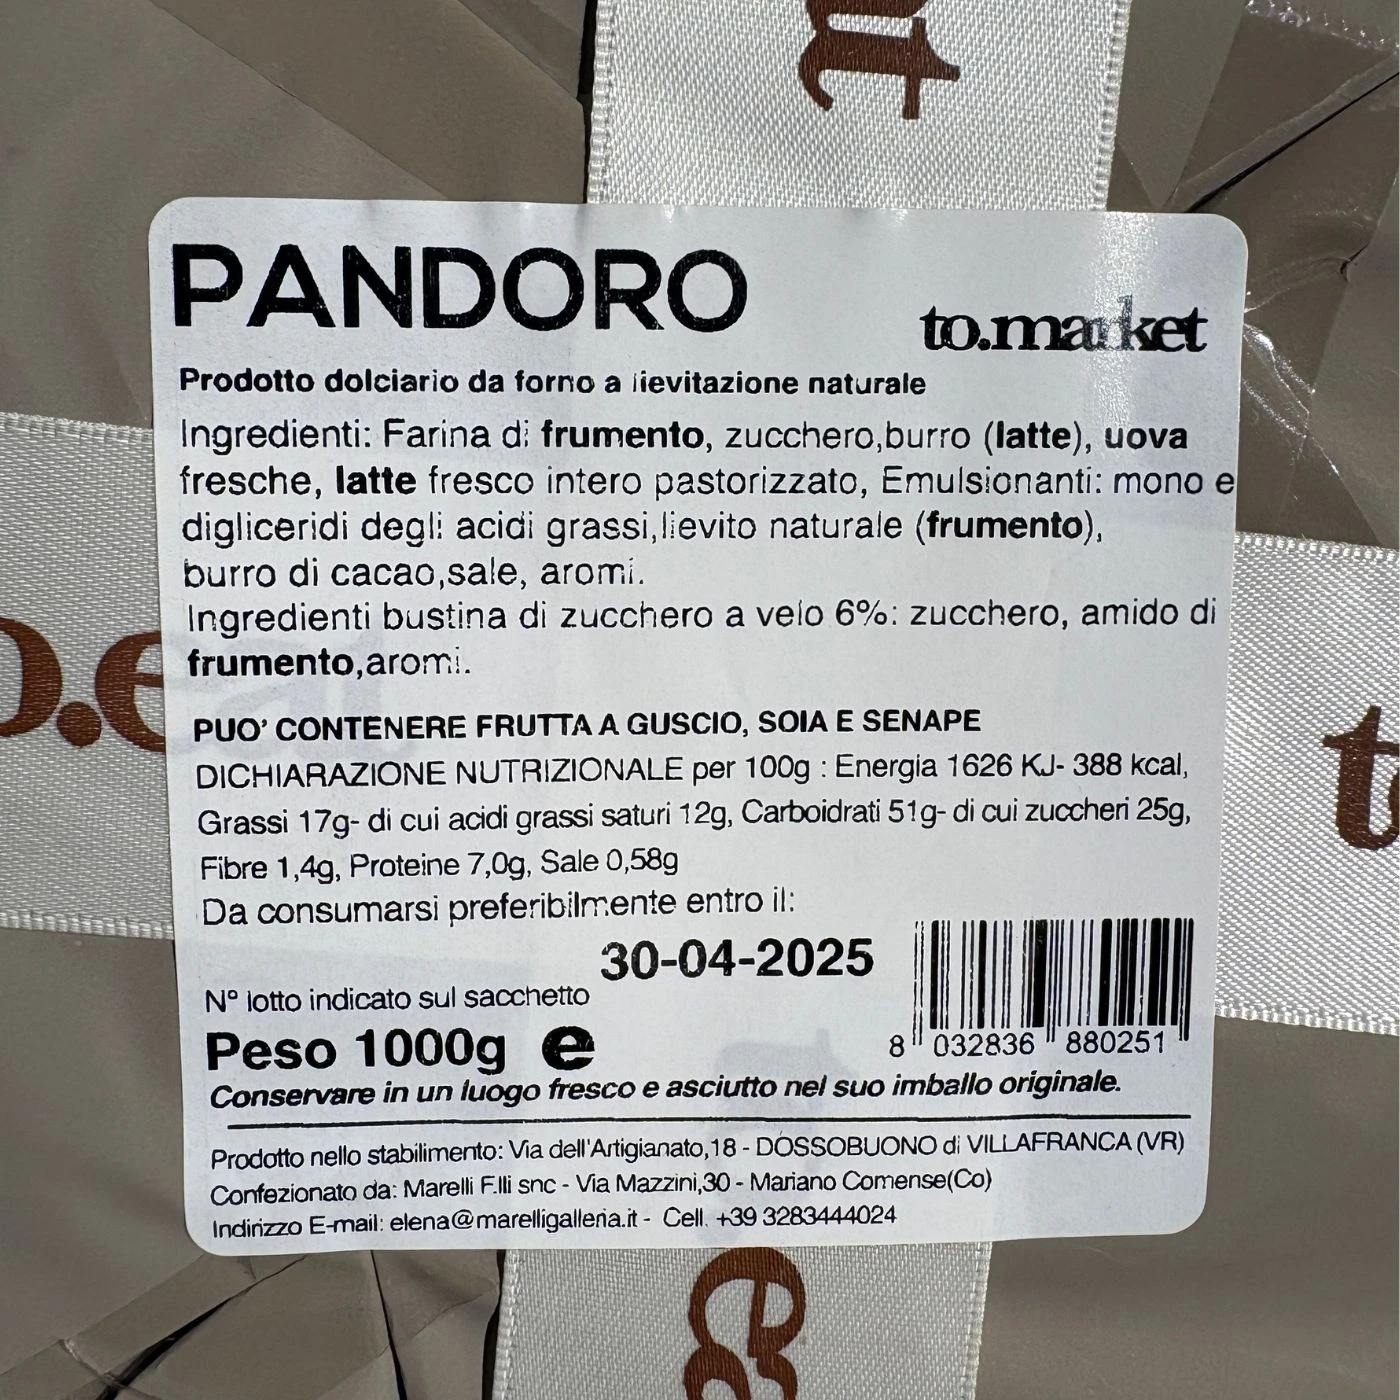 t
PANDORO
to.market
Prodotto dolciario da forno a lievitazione naturale
Ingredienti: Farina di frumento, zucchero,burro (latte), uova
fresche, latte fresco intero pastorizzato, Emulsionanti: mono e
digliceridi degli acidi grassi,lievito naturale (frumento),
burro di cacao,sale, aromi.
Ingredienti bustina di zucchero a velo 6%: zucchero, amido di
frumento,aromi.
o.eat
t
PUO' CONTENERE FRUTTA A GUSCIO, SOIA E SENAPE
DICHIARAZIONE NUTRIZIONALE per 100g : Energia 1626 KJ- 388 kcal,
Grassi 17g- di cui acidi grassi saturi 12g, Carboidrati 51g- di cui zuccheri 25g,
Fibre 1,4g, Proteine 7,0g, Sale 0,58g
Da consumarsi preferibilmente entro il:
30-04-2025
N° lotto indicato sul sacchetto
Peso 1000g e
8 032836 880251
Conservare in un luogo fresco e asciutto nel suo imballo originale.
Prodotto nello stabilimento: Via dell'Artigianato,18 - DOSSOBUONO di VILLAFRANCA (VR)
Confezionato da: Marelli F.lli snc - Via Mazzini,30 - Mariano Comense(Co)
Indirizzo E-mail: elena@marelligalleria.it - Cell. +39 3283444024
e